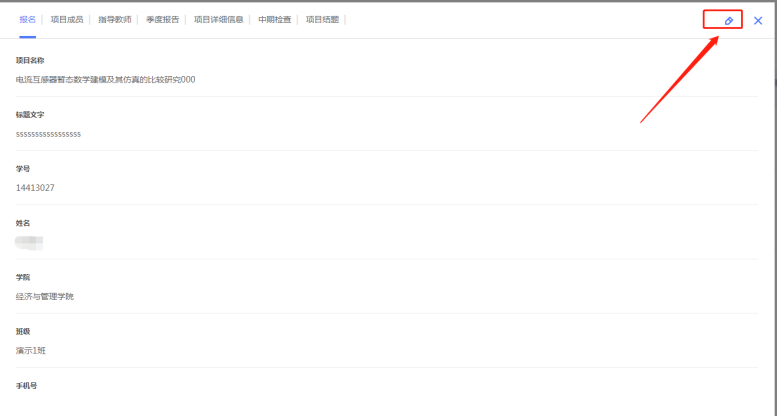 报名 项目成员 指导教师 季度报告 项目详细信息 中期检查 项目结题
项目名称
电流互感器暂态数学建模及其仿真的比较研究000
标题文字
sssssssssssssssss
学号
14413027
姓名
学院
经济与管理学院
班级
演示1班
手机号